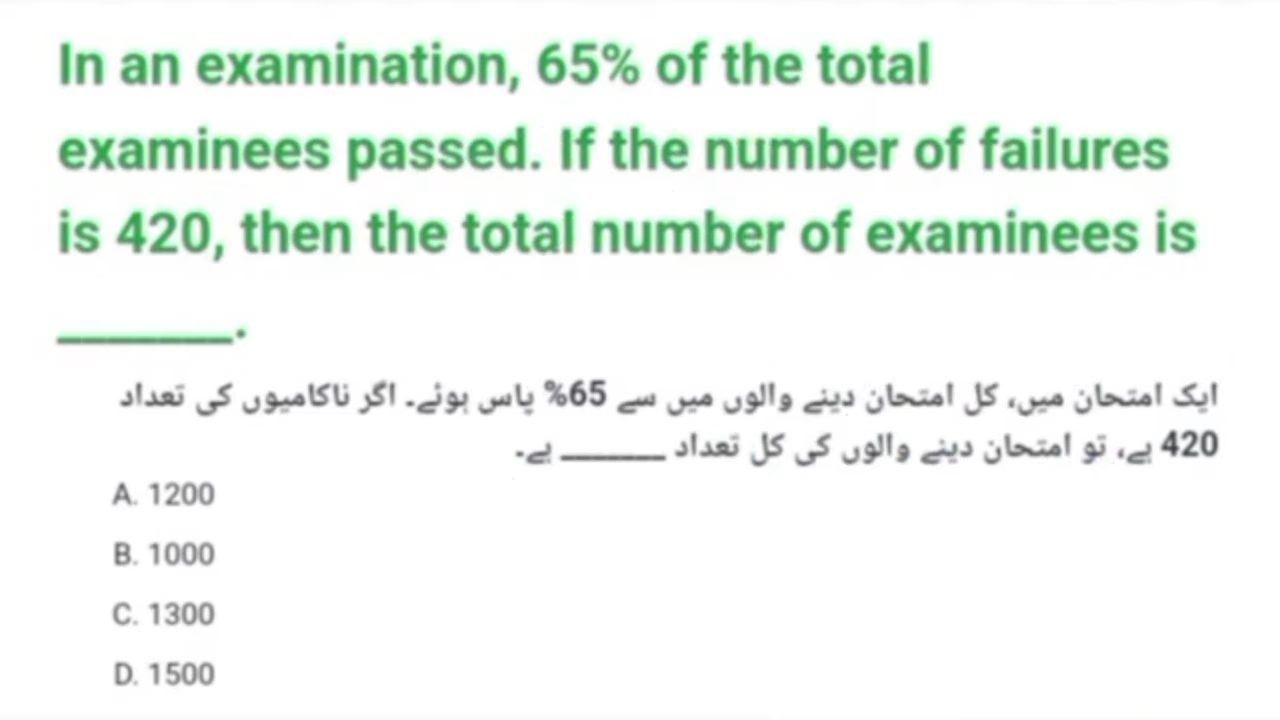 In an examination, 65% of the total
examinees passed. If the number of failures
is 420, then the total number of examinees is
_______.
ایک امتحان میں، کل امتحان دینے والوں میں سے 65% پاس ہوئے۔ اگر ناکامیوں کی تعداد
420 ہے، تو امتحان دینے والوں کی کل تعداد _______ ہے۔
A. 1200
B. 1000
C. 1300
D. 1500